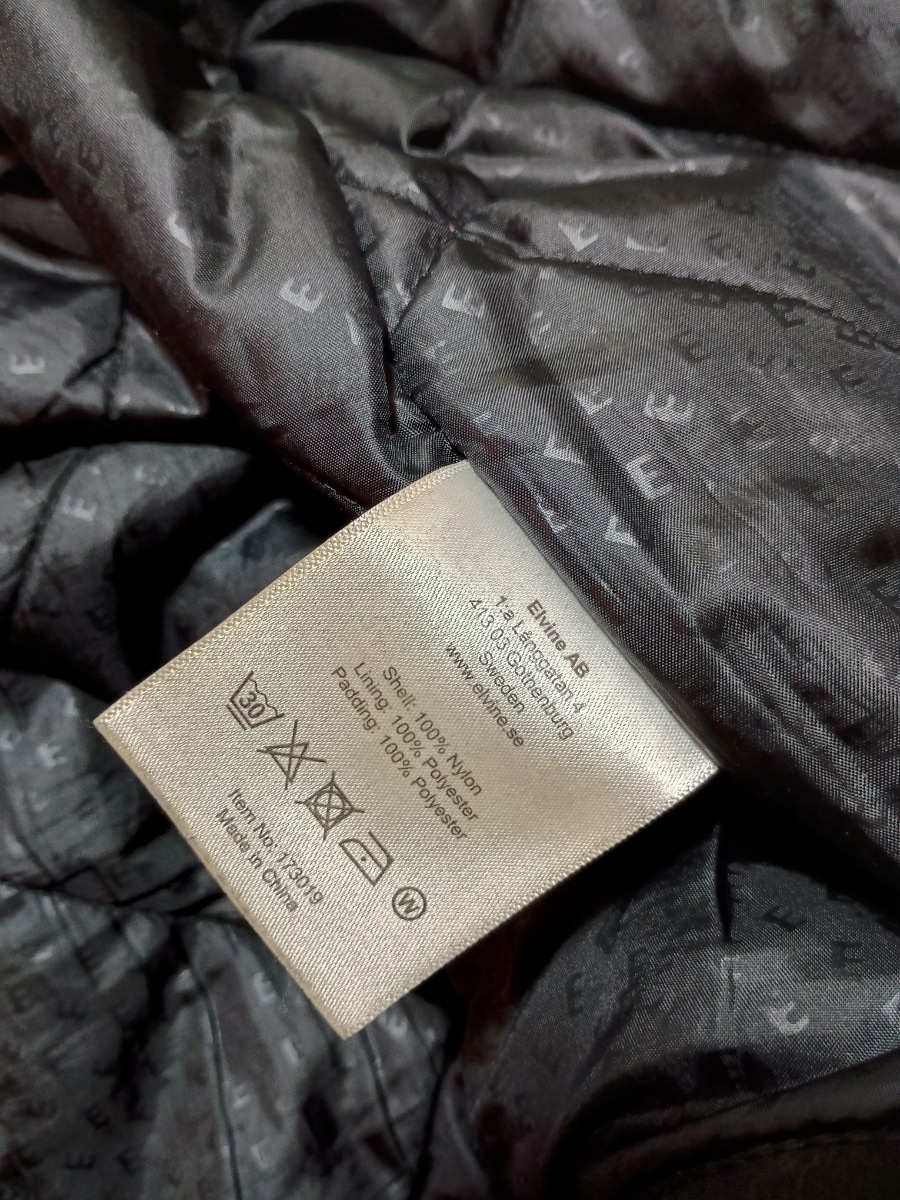 Elvine AB
1:a Långgatan 4
413 03 Gothenburg
Sweden
www.elvine.se
Shell: 100% Nylon
Lining: 100% Polyester
Padding: 100% Polyester
30
W
Item No: 173019
Made in China